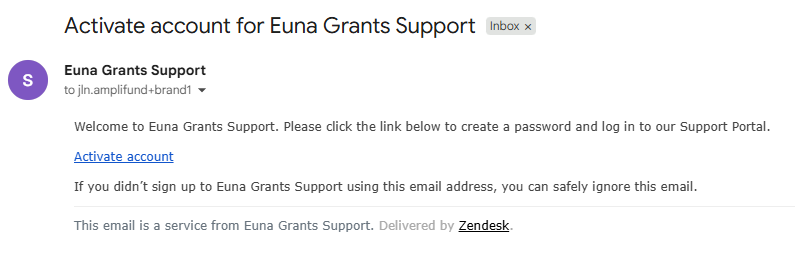 Activate account for Euna Grants Support Inbox ×
S
Euna Grants Support
to jln.amplifund+brand1
Welcome to Euna Grants Support. Please click the link below to create a password and log in to our Support Portal.
Activate account
If you didn’t sign up to Euna Grants Support using this email address, you can safely ignore this email.
This email is a service from Euna Grants Support. Delivered by Zendesk.